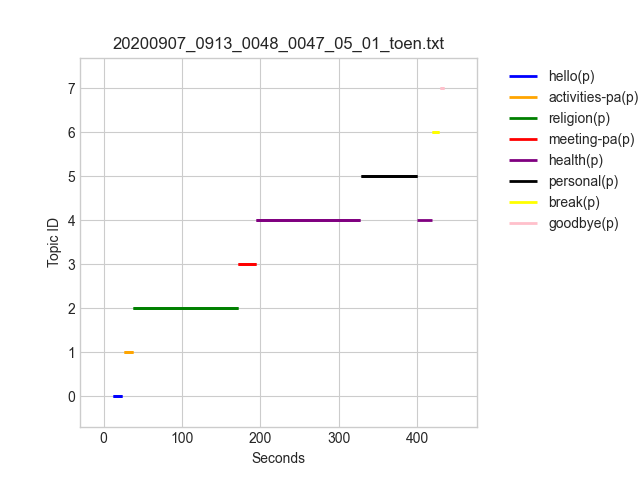 20200907_0913_0048_0047_05_01_toen.txt
hello(p)
activities-pa(p)
religion(p)
meeting-pa(p)
health(p)
personal(p)
break(p)
goodbye(p)
Topic ID
7
6
5
4
3
2
1
0
0 100 200 300 400
Seconds